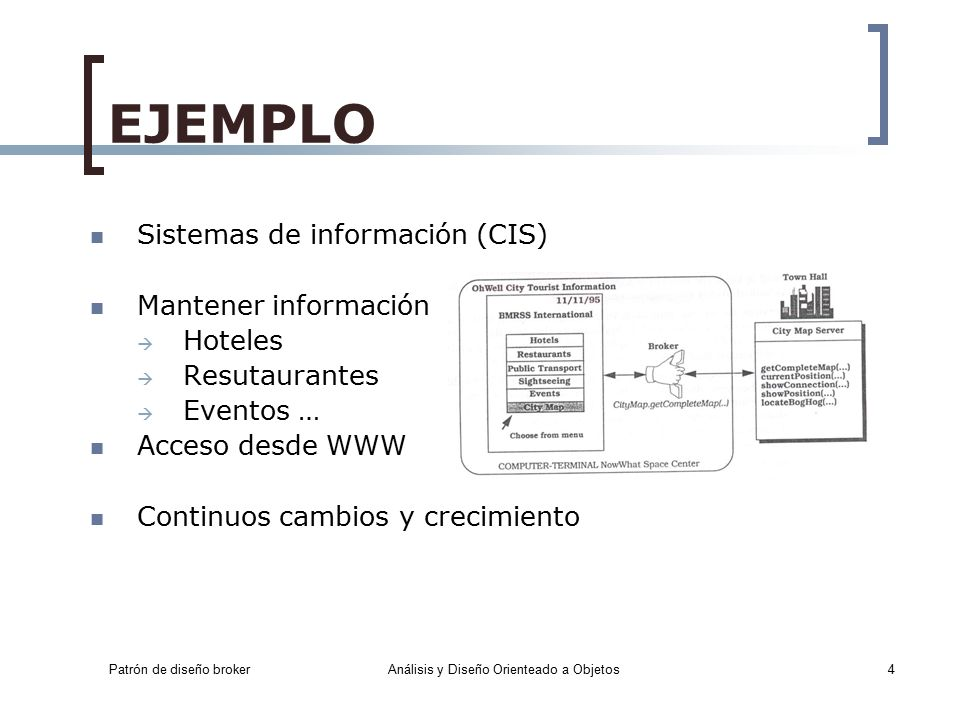 EJEMPLO
Sistemas de información (CIS)
Mantener información
Hoteles
Resutaurantes
Eventos …
Acceso desde WWW
Continuos cambios y crecimiento
OhWell City Tourist Information
11/11/95
BMRSS International
Hotels
Restaurants
Public Transport
Sightseeing
Events
City Map
Choose from menu
COMPUTER-TERMINAL NowWhat Space Center
Broker
CityMap.getCompleteMap(..)
Town Hall
City Map Server
getCompleteMap(...)
currentPosition(...)
showConnection(...)
showPosition(...)
locateBogHog(...)
Patrón de diseño broker
Análisis y Diseño Orienteado a Objetos
4